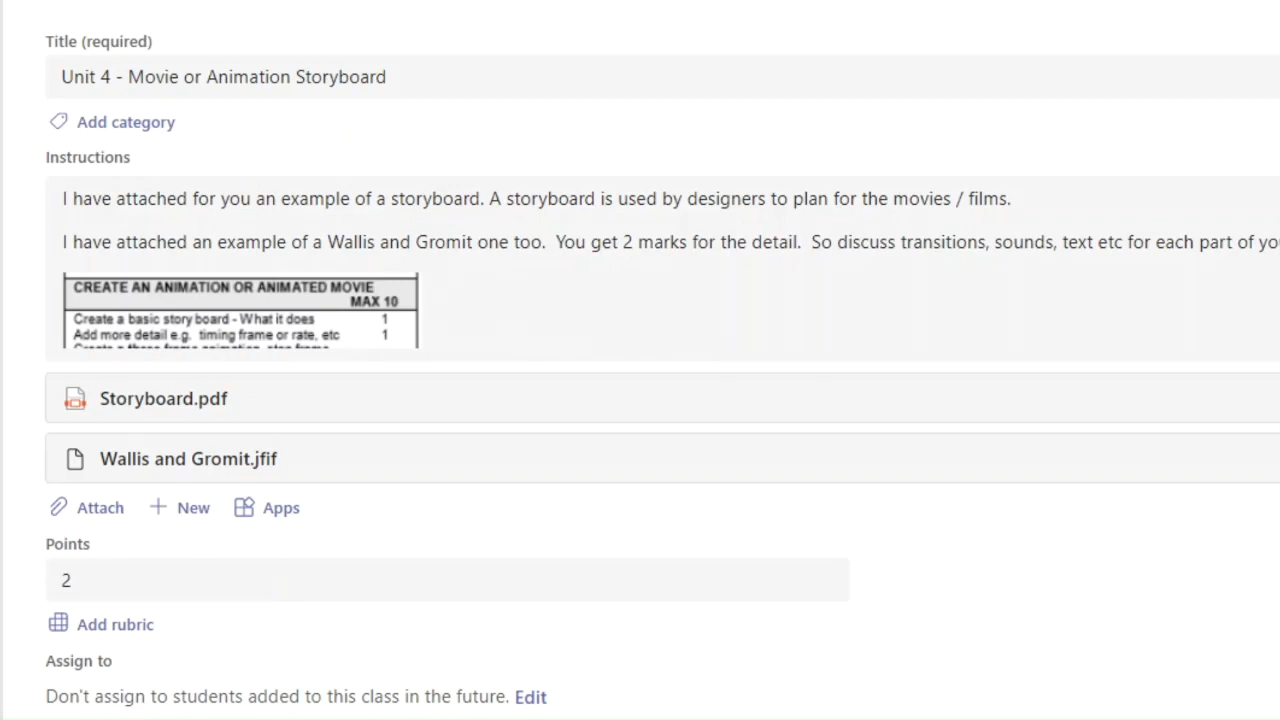 Title (required)
Unit 4 - Movie or Animation Storyboard
Add category
Instructions
I have attached for you an example of a storyboard. A storyboard is used by designers to plan for the movies / films.
I have attached an example of a Wallis and Gromit one too.  You get 2 marks for the detail.  So discuss transitions, sounds, text etc for each part of yo
CREATE AN ANIMATION OR ANIMATED MOVIE
MAX 10
Create a basic story board - What it does 1
Add more detail e.g. timing frame or rate, etc 1
Storyboard.pdf
Wallis and Gromit.jfif
Attach New Apps
Points
2
Add rubric
Assign to
Don't assign to students added to this class in the future. Edit